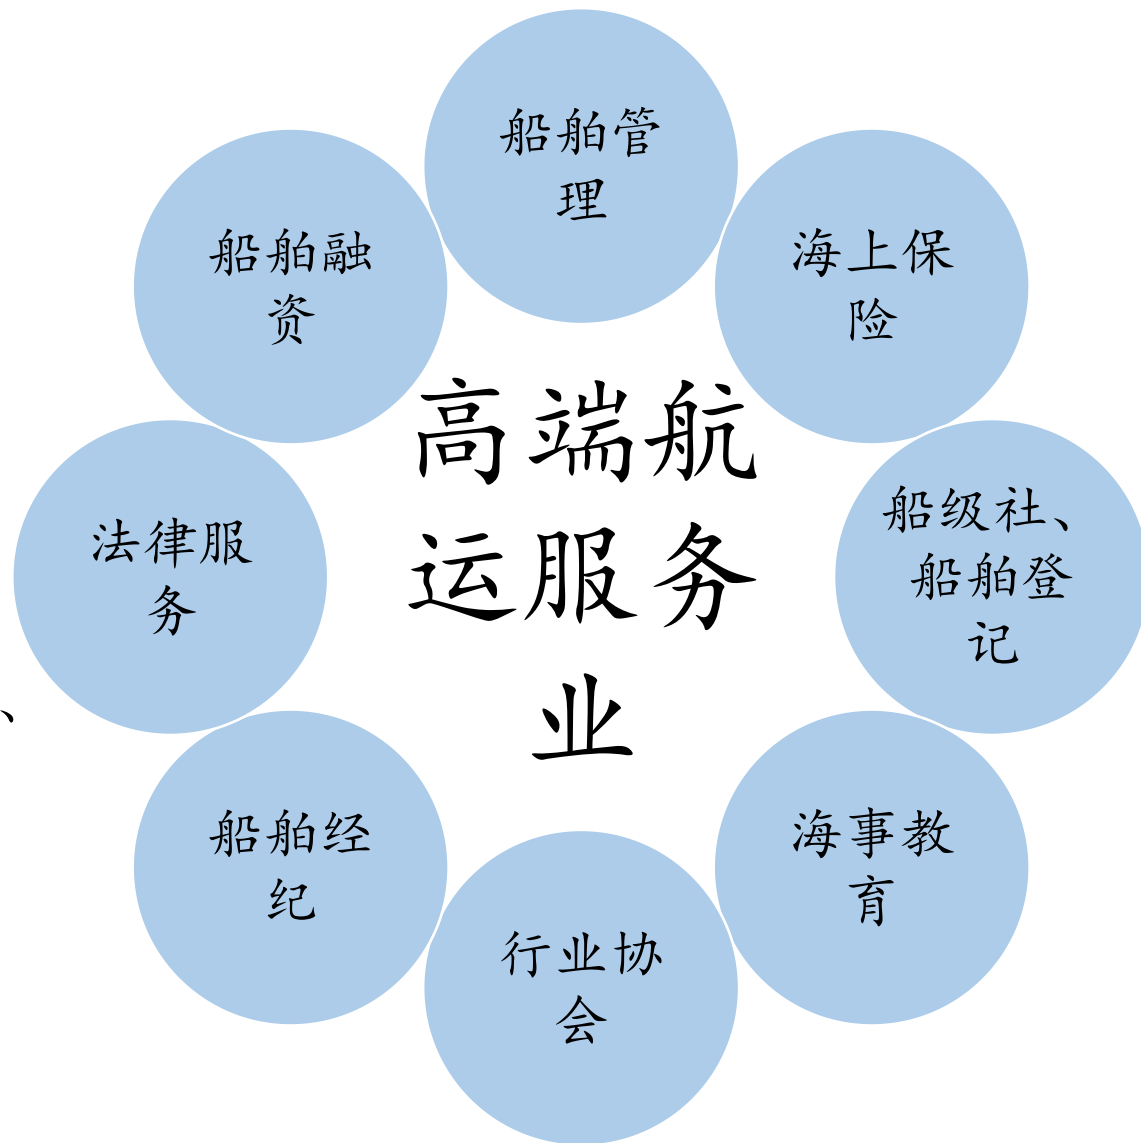 船舶管
理
船舶融
资
海上保
险
高端航
运服务
业
法律服
务
船级社、
船舶登
记
、
船舶经
纪
海事教
育
行业协
会